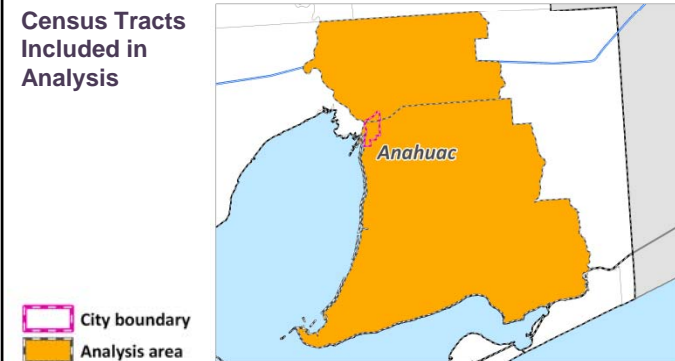 Census Tracts
Included in
Analysis
Anahuac
City boundary
Analysis area